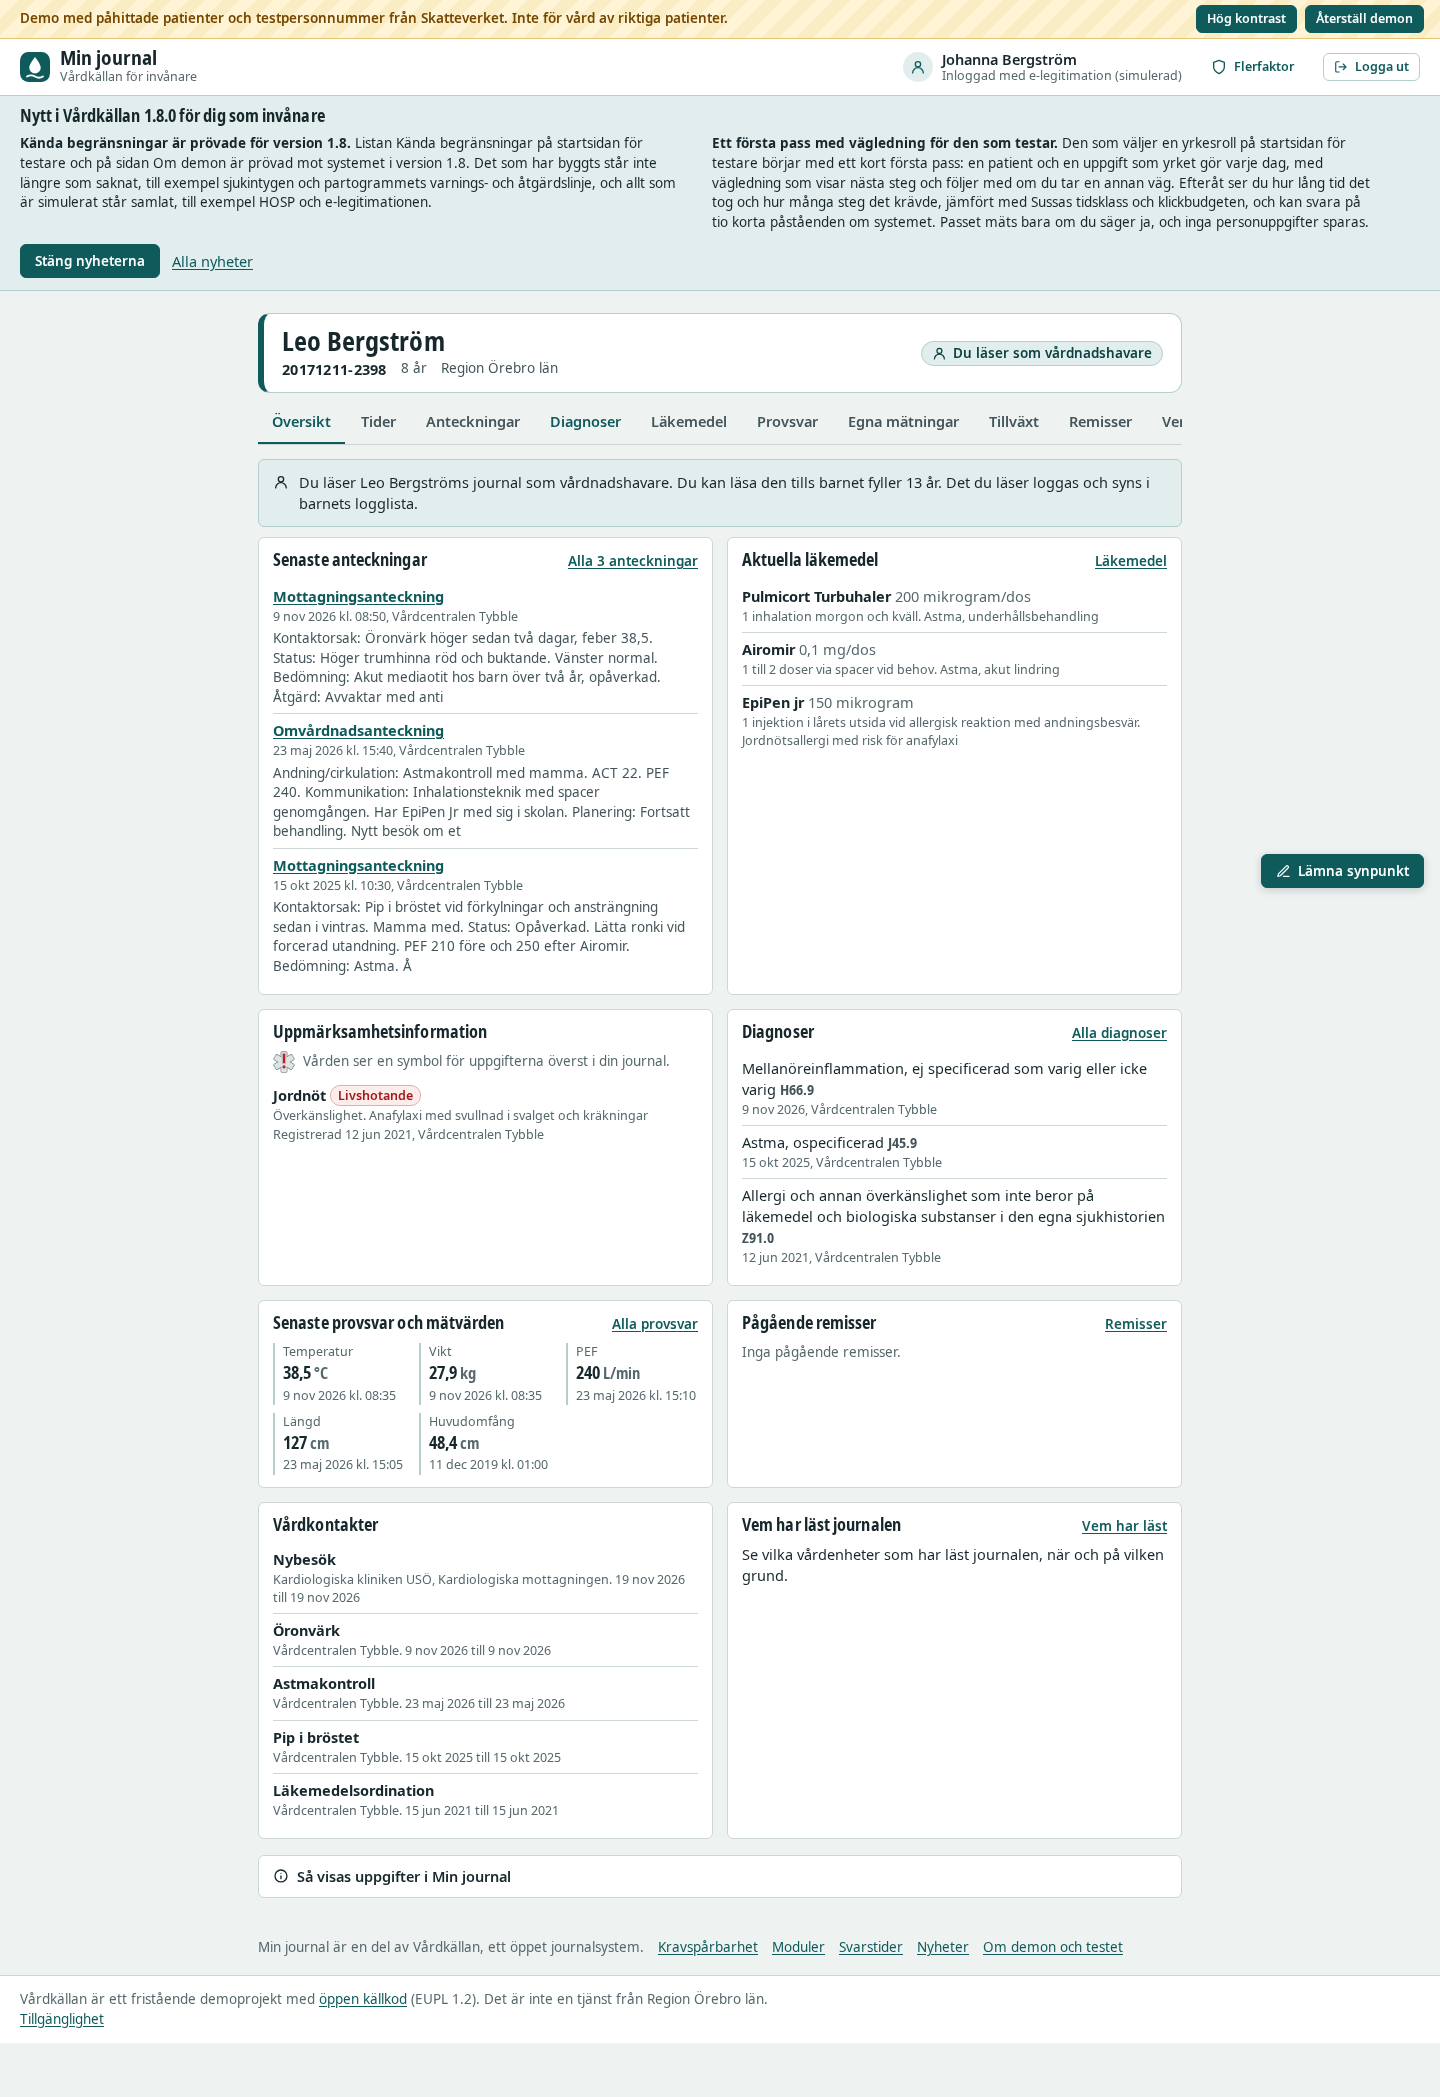 Demo med påhittade patienter och testpersonnummer från Skatteverket. Inte för vård av riktiga patienter.
Hög kontrast
Återställ demon
Min journal
Vårdkällan för invånare
Johanna Bergström
Inloggad med e-legitimation (simulerad)
Flerfaktor
Logga ut
Nytt i Vårdkällan 1.8.0 för dig som invånare
Kända begränsningar är prövade för version 1.8. Listan Kända begränsningar på startsidan för
testare och på sidan Om demon är prövad mot systemet i version 1.8. Det som har byggts står inte
längre som saknat, till exempel sjukintygen och partogrammets varnings- och åtgärdslinje, och allt som
är simulerat står samlat, till exempel HOSP och e-legitimationen.
Ett första pass med vägledning för den som testar. Den som väljer en yrkesroll på startsidan för
testare börjar med ett kort första pass: en patient och en uppgift som yrket gör varje dag, med
vägledning som visar nästa steg och följer med om du tar en annan väg. Efteråt ser du hur lång tid det
tog och hur många steg det krävde, jämfört med Sussas tidsklass och klickbudgeten, och kan svara på
tio korta påståenden om systemet. Passet mäts bara om du säger ja, och inga personuppgifter sparas.
Stäng nyheterna
Alla nyheter
Leo Bergström
20171211-2398 8 år Region Örebro län
Du läser som vårdnadshavare
Översikt Tider Anteckningar Diagnoser Läkemedel Provsvar Egna mätningar Tillväxt Remisser
Du läser Leo Bergströms journal som vårdnadshavare. Du kan läsa den tills barnet fyller 13 år. Det du läser loggas och syns i
barnets logglista.
Senaste anteckningar
Alla 3 anteckningar
Mottagningsanteckning
9 nov 2026 kl. 08:50, Vårdcentralen Tybble
Kontaktorsak: Öronvärk höger sedan två dagar, feber 38,5.
Status: Höger trumhinna röd och buktande. Vänster normal.
Bedömning: Akut mediaotit hos barn över två år, opåverkad.
Åtgärd: Avvaktar med anti
Omvårdnadsanteckning
23 maj 2026 kl. 15:40, Vårdcentralen Tybble
Andning/cirkulation: Astmakontroll med mamma. ACT 22. PEF
240. Kommunikation: Inhalationsteknik med spacer
genomgången. Har EpiPen Jr med sig i skolan. Planering: Fortsatt
behandling. Nytt besök om et
Mottagningsanteckning
15 okt 2025 kl. 10:30, Vårdcentralen Tybble
Kontaktorsak: Pip i bröstet vid förkylningar och ansträngning
sedan i vintras. Mamma med. Status: Opåverkad. Lätta ronki vid
forcerad utandning. PEF 210 före och 250 efter Airomir.
Bedömning: Astma. Å
Aktuella läkemedel
Läkemedel
Pulmicort Turbuhaler 200 mikrogram/dos
1 inhalation morgon och kväll. Astma, underhållsbehandling
Airomir 0,1 mg/dos
1 till 2 doser via spacer vid behov. Astma, akut lindring
EpiPen jr 150 mikrogram
1 injektion i lårets utsida vid allergisk reaktion med andningsbesvär.
Jordnötsallergi med risk för anafylaxi
Lämna synpunkt
Uppmärksamhetsinformation
Vården ser en symbol för uppgifterna överst i din journal.
Jordnöt Livshotande
Överkänslighet. Anafylaxi med svullnad i svalget och kräkningar
Registrerad 12 jun 2021, Vårdcentralen Tybble
Diagnoser
Alla diagnoser
Mellanöreinflammation, ej specificerad som varig eller icke
varig H66.9
9 nov 2026, Vårdcentralen Tybble
Astma, ospecificerad J45.9
15 okt 2025, Vårdcentralen Tybble
Allergi och annan överkänslighet som inte beror på
läkemedel och biologiska substanser i den egna sjukhistorien
Z91.0
12 jun 2021, Vårdcentralen Tybble
Senaste provsvar och mätvärden
Alla provsvar
Temperatur
38,5 °C
9 nov 2026 kl. 08:35
Vikt
27,9 kg
9 nov 2026 kl. 08:35
PEF
240 L/min
23 maj 2026 kl. 15:10
Längd
127 cm
23 maj 2026 kl. 15:05
Huvudomfång
48,4 cm
11 dec 2019 kl. 01:00
Pågående remisser
Remisser
Inga pågående remisser.
Vårdkontakter
Nybesök
Kardiologiska kliniken USÖ, Kardiologiska mottagningen. 19 nov 2026
till 19 nov 2026
Öronvärk
Vårdcentralen Tybble. 9 nov 2026 till 9 nov 2026
Astmakontroll
Vårdcentralen Tybble. 23 maj 2026 till 23 maj 2026
Pip i bröstet
Vårdcentralen Tybble. 15 okt 2025 till 15 okt 2025
Läkemedelsordination
Vårdcentralen Tybble. 15 jun 2021 till 15 jun 2021
Vem har läst journalen
Vem har läst
Se vilka vårdenheter som har läst journalen, när och på vilken
grund.
Så visas uppgifter i Min journal
Min journal är en del av Vårdkällan, ett öppet journalsystem. Kravspårbarhet Moduler Svarstider Nyheter Om demon och testet
Vårdkällan är ett fristående demoprojekt med öppen källkod (EUPL 1.2). Det är inte en tjänst från Region Örebro län.
Tillgänglighet